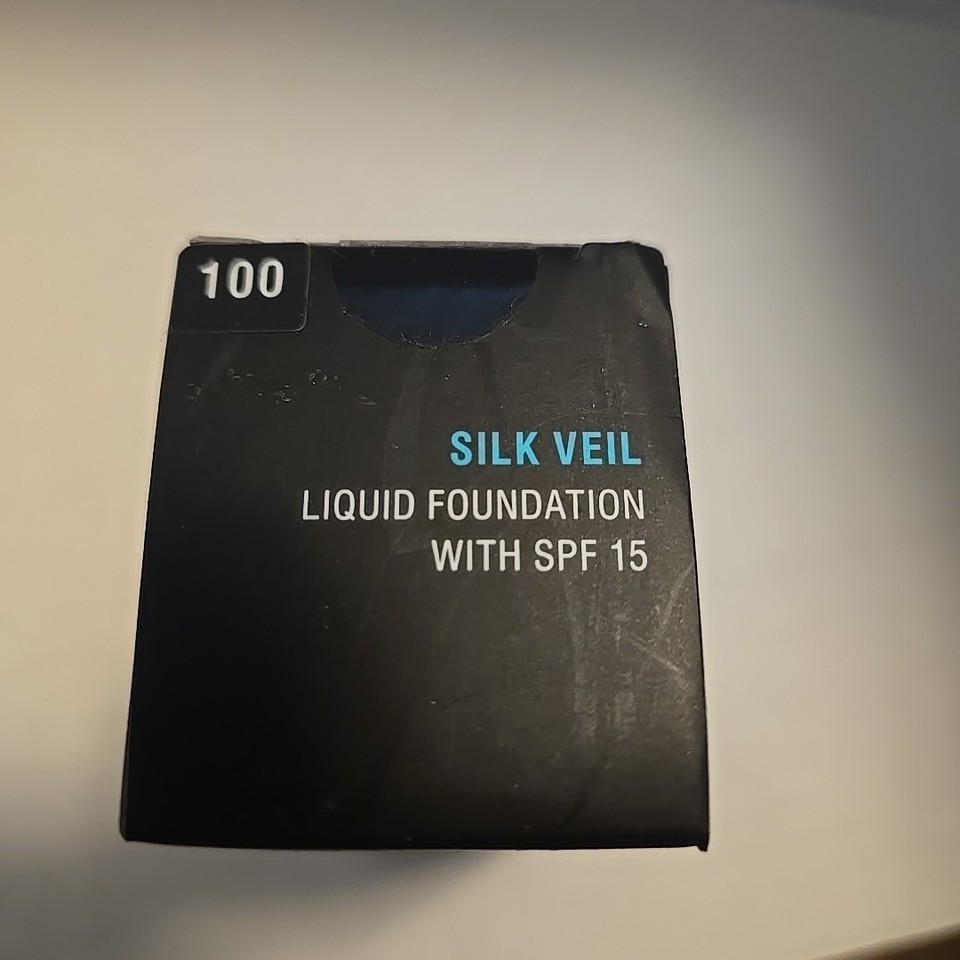 100
SILK VEIL
LIQUID FOUNDATION
WITH SPF 15